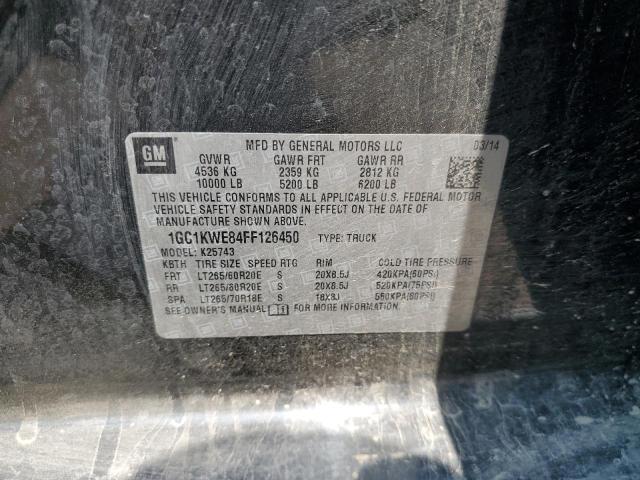 GM
MFD BY GENERAL MOTORS LLC 03/14
GVWR GAWR FRT GAWR RR
4536 KG 2359 KG 2812 KG
10000 LB 5200 LB 6200 LB
THIS VEHICLE CONFORMS TO ALL APPLICABLE U.S. FEDERAL MOTOR
VEHICLE SAFETY STANDARDS IN EFFECT ON THE DATE OF
MANUFACTURE SHOWN ABOVE.
1GC1KWE84FF126450 TYPE: TRUCK
MODEL: K25743
KBTH TIRE SIZE SPEED RTG RIM COLD TIRE PRESSURE
FRT LT265/60R20E S 20X8.5J 420KPA(60PSI)
RR LT265/60R20E S 20X8.5J 520KPA(75PSI)
SPA LT265/70R18E S 18X8J 550KPA(80PSI)
SEE OWNER'S MANUAL FOR MORE INFORMATION.